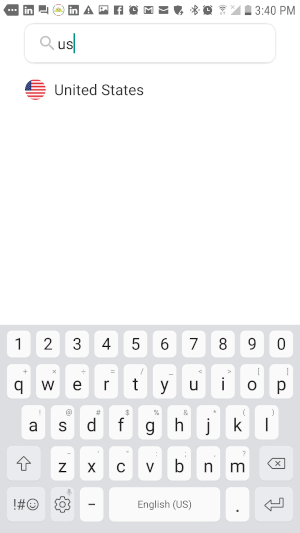 3:40 PM
us
United States
1 2 3 4 5 6 7 8 9 0
+ × ÷ = / _ < > [ ]
q w e r t y u i o p
! @ # $ % & * ( )
a s d f g h j k l
- ' " : ; , ?
z x c v b n m
!#☺ - English (US) .